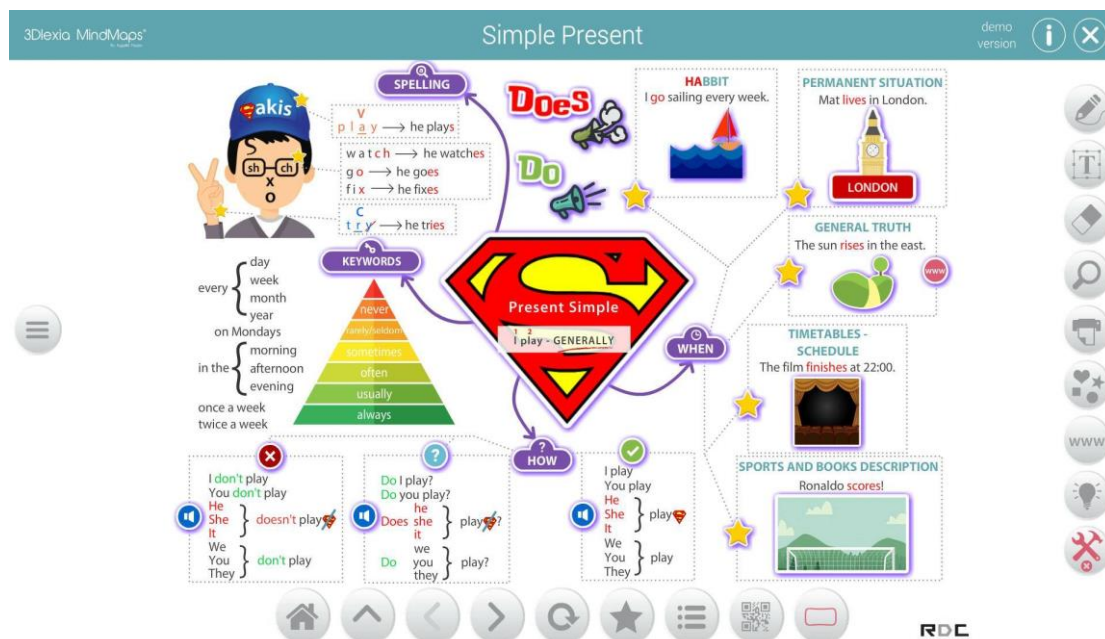 3Dlexia MindMaps®
Simple Present
demo
version
SPELLING
akis
S
sh ch
x
o
V
play → he plays
watch → he watches
go → he goes
fix → he fixes
C
try → he tries
DoEs
Do
HABBIT
I go sailing every week.
PERMANENT SITUATION
Mat lives in London.
LONDON
GENERAL TRUTH
The sun rises in the east.
www
KEYWORDS
every
day
week
month
year
on Mondays
in the
morning
afternoon
evening
once a week
twice a week
never
rarely/seldom
sometimes
often
usually
always
Present Simple
1 2
I play - GENERALLY
WHEN
TIMETABLES -
SCHEDULE
The film finishes at 22:00.
SPORTS AND BOOKS DESCRIPTION
Ronaldo scores!
?
HOW
I don't play
You don't play
He
She
It
doesn't play
We
You
They
don't play
?
Do I play?
Do you play?
Does
he
she
it
play ?
Do
we
you
they
play?
I play
You play
He
She
It
play
We
You
They
play
T
www
RDC